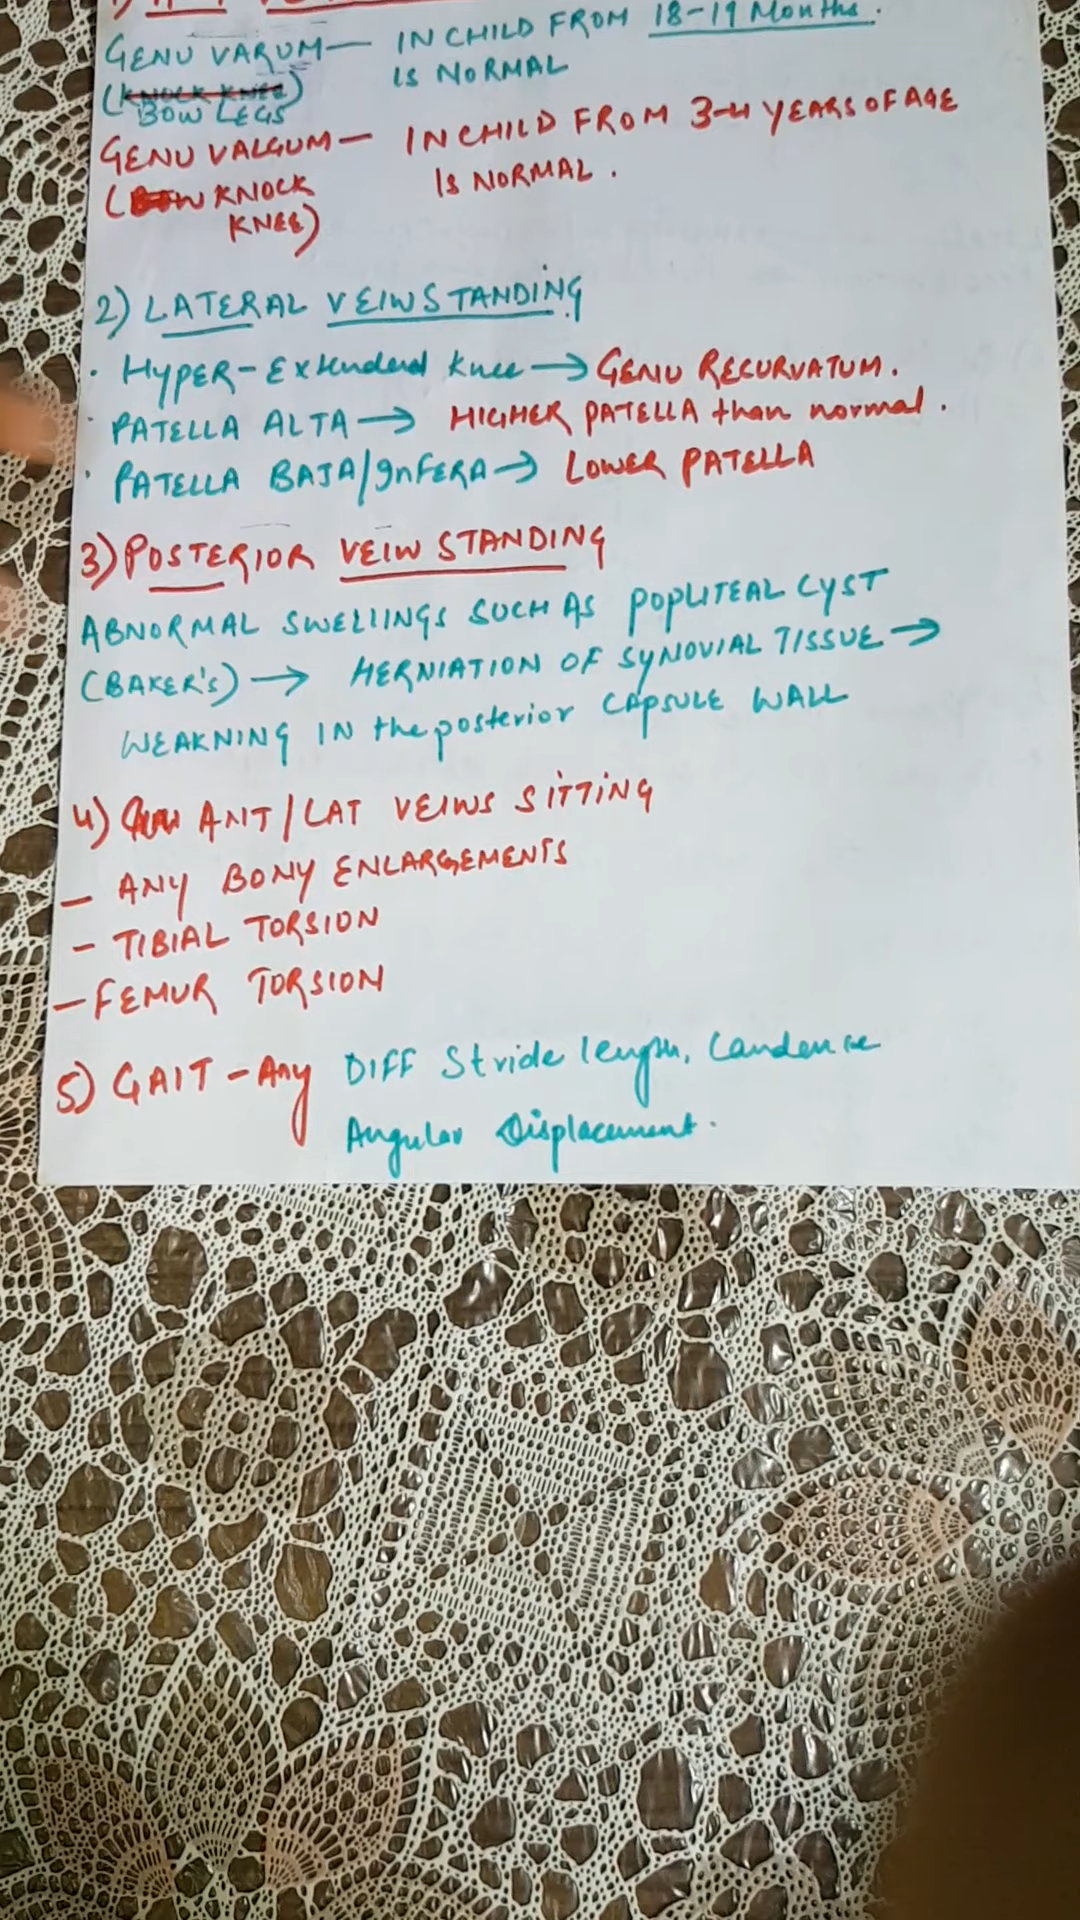 GENU VARUM— IN CHILD FROM 18-19 Months.
(KNOCK KNEE) IS NORMAL
BOW LEGS
GENU VALGUM— IN CHILD FROM 3-4 YEARS OF AGE
(BOW KNOCK IS NORMAL.
KNEE)
2) LATERAL VEIW STANDING
· HYPER-Extended Knee → GENU RECURVATUM.
· PATELLA ALTA → HIGHER PATELLA than normal.
· PATELLA BAJA/InFERA → LOWER PATELLA
3) POSTERIOR VEIW STANDING
ABNORMAL SWELLINGS SUCH AS POPLITEAL CYST
(BAKER'S) → HERNIATION OF SYNOVIAL TISSUE →
WEAKNING IN the posterior CAPSULE WALL
4) ANT/LAT VEIWS SITTING
— ANY BONY ENLARGEMENTS
- TIBIAL TORSION
— FEMUR TORSION
5) GAIT - Any DIFF Stride length, Candence
Angular Displacement.